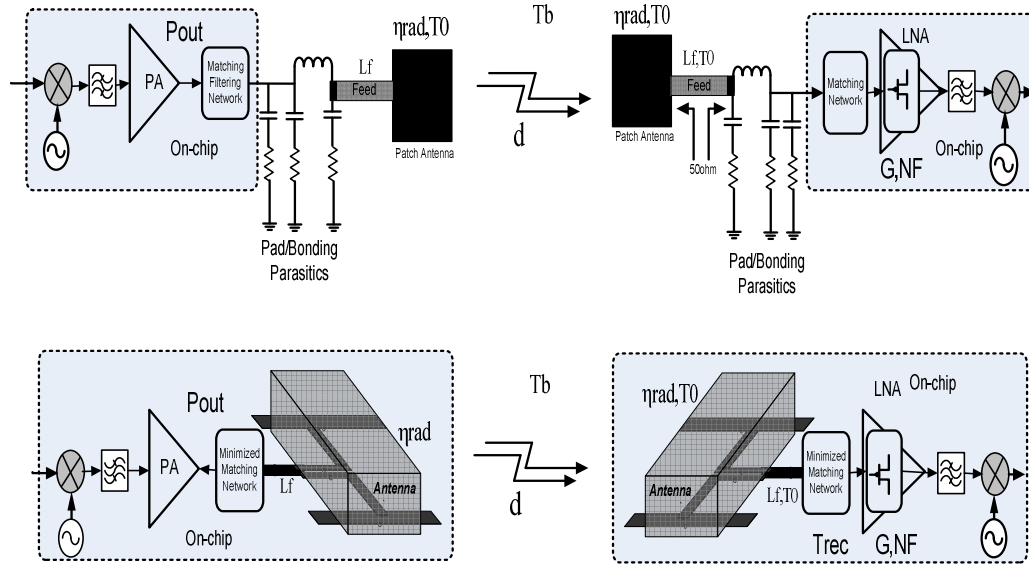 Pout
PA
Matching
Filtering
Network
On-chip
Lf
Feed
ηrad,T0
Patch Antenna
Pad/Bonding
Parasitics
Tb
d
ηrad,T0
Lf,T0
Feed
Patch Antenna
50ohm
Pad/Bonding
Parasitics
Matching
Network
LNA
On-chip
G,NF
Pout
PA
Minimized
Matching
Network
Lf
On-chip
ηrad
Antenna
Tb
d
ηrad,T0
Antenna
Lf,T0
Minimized
Matching
Network
LNA
On-chip
Trec
G,NF